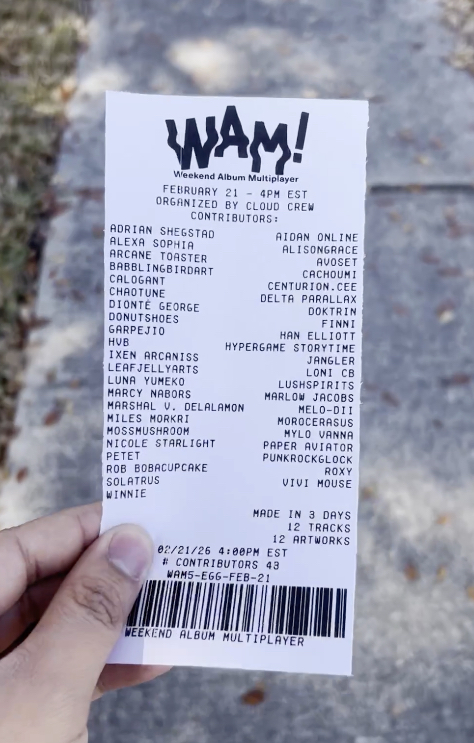 WAM!
Weekend Album Multiplayer
FEBRUARY 21 - 4PM EST
ORGANIZED BY CLOUD CREW
CONTRIBUTORS:
ADRIAN SHEGSTAD
ALEXA SOPHIA
ARCANE TOASTER
BABBLINGBIRDART
CALOGANT
CHAOTUNE
DIONTÉ GEORGE
DONUTSHOES
GARPEJIO
HVB
IXEN ARCANISS
LEAFJELLYARTS
LUNA YUMEKO
MARCY NABORS
MARSHAL V. DELALAMON
MILES MORKRI
MOSSMUSHROOM
NICOLE STARLIGHT
PETET
ROB BOBACUPCAKE
SOLATRUS
WINNIE
AIDAN ONLINE
ALISONGRACE
AVOSET
CACHOUMI
CENTURION.CEE
DELTA PARALLAX
DOKTRIN
FINNI
HAN ELLIOTT
HYPERGAME STORYTIME
JANGLER
LONI CB
LUSHSPIRITS
MARLOW JACOBS
MELO-DII
MOROCERASUS
MYLO VANNA
PAPER AVIATOR
PUNKROCKGLOCK
ROXY
VIVI MOUSE
MADE IN 3 DAYS
12 TRACKS
12 ARTWORKS
02/21/26 4:00PM EST
# CONTRIBUTORS 43
WAM5-EGG-FEB-21
WEEKEND ALBUM MULTIPLAYER